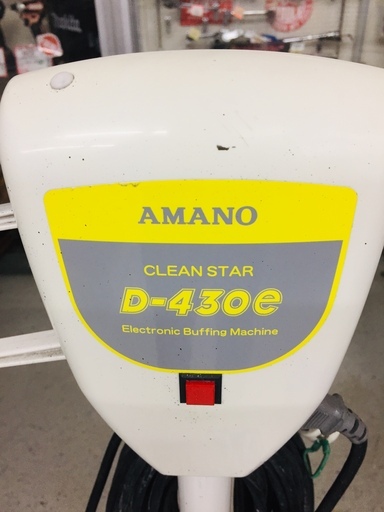 AMANO
CLEAN STAR
D-430e
Electronic Buffing Machine